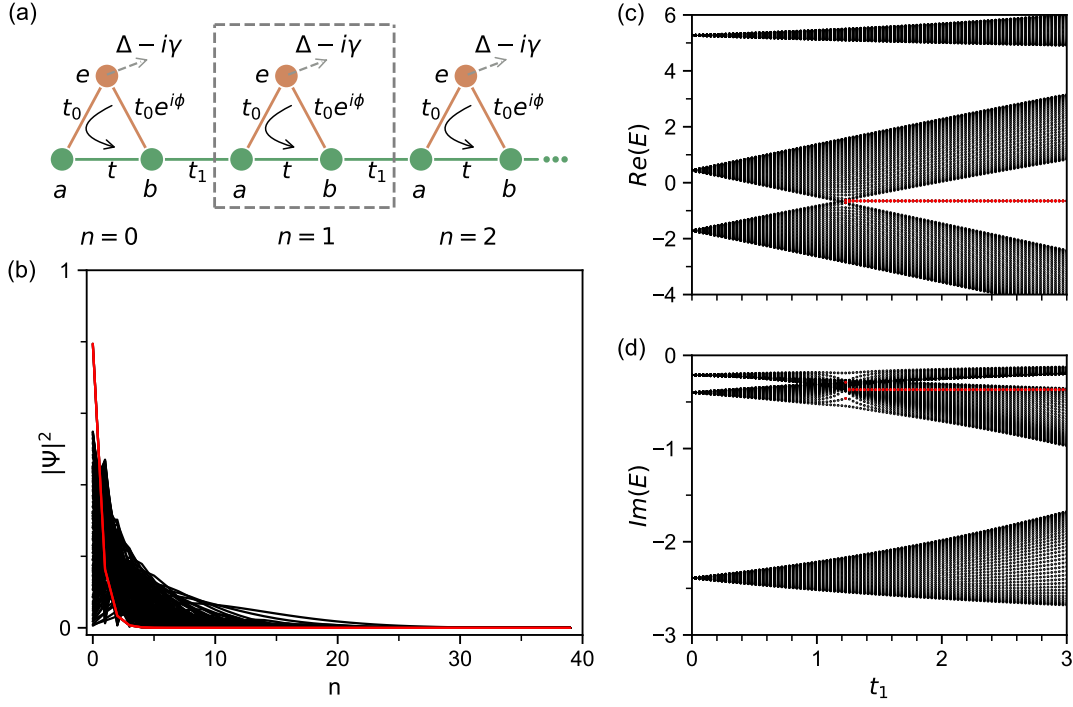 (a)
Δ − iγ Δ − iγ Δ − iγ
e e e
t₀ t₀e^{iϕ} t₀ t₀e^{iϕ} t₀ t₀e^{iϕ}
t t₁ t t₁ t
a b a b a b
n = 0 n = 1 n = 2
(b)
1
|Ψ|²
0
0 10 20 30 40
n
(c)
6
4
2
0
−2
−4
Re(E)
(d)
0
−1
−2
−3
Im(E)
0 1 2 3
t₁